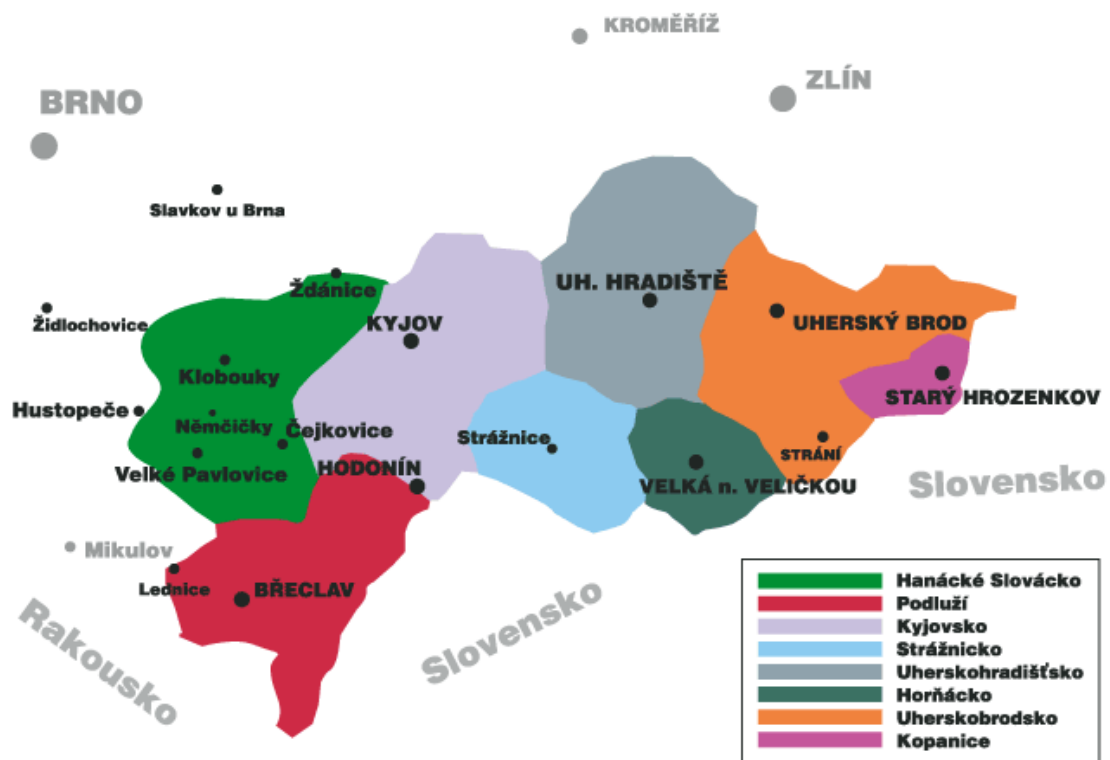 KROMĚŘÍŽ
ZLÍN
BRNO
Slavkov u Brna
Ždánice
UH. HRADIŠTĚ
Židlochovice
KYJOV
UHERSKÝ BROD
Klobouky
STARÝ HROZENKOV
Hustopeče
Němčičky
Čejkovice
Strážnice
STRÁNÍ
Velké Pavlovice
HODONÍN
VELKÁ n. VELIČKOU
Slovensko
Mikulov
Lednice
BŘECLAV
Rakousko
Slovensko
Hanácké Slovácko
Podluží
Kyjovsko
Strážnicko
Uherskohradišťsko
Horňácko
Uherskobrodsko
Kopanice